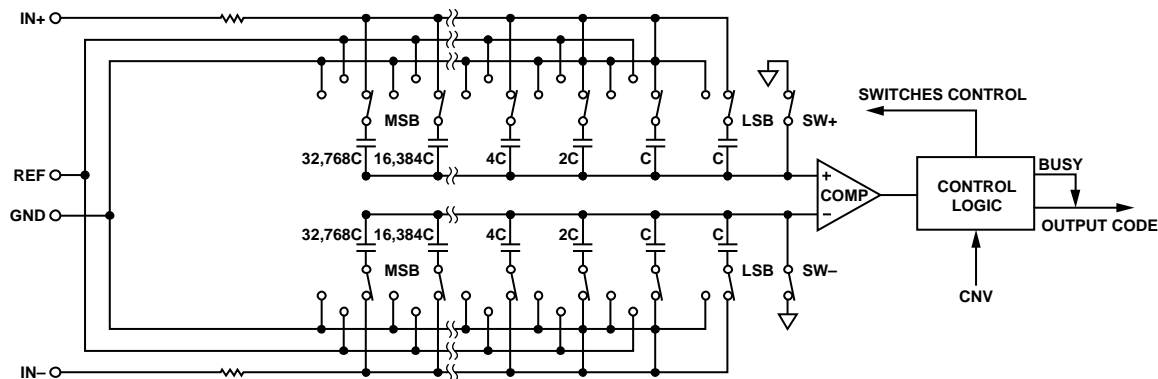 IN+
SWITCHES CONTROL
MSB
LSB
SW+
32,768C
16,384C
4C
2C
C
C
BUSY
REF
+
COMP
–
CONTROL
LOGIC
GND
OUTPUT CODE
32,768C
16,384C
4C
2C
C
C
MSB
LSB
SW–
CNV
IN–